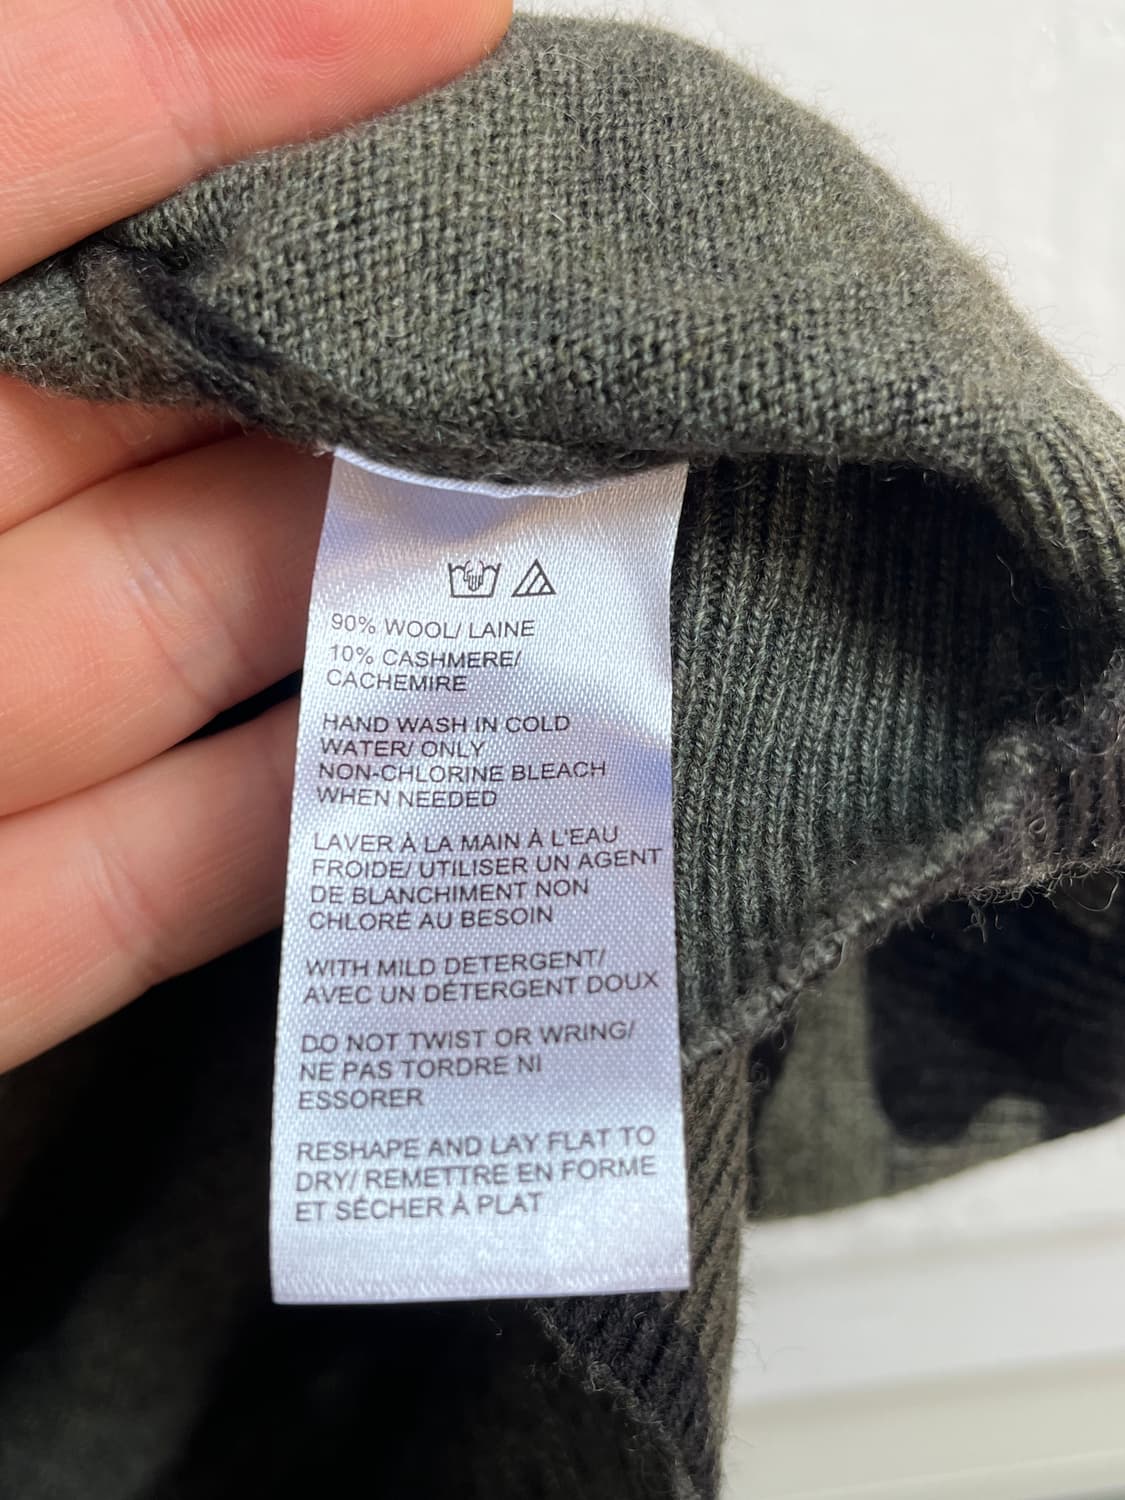 90% WOOL/ LAINE
10% CASHMERE/
CACHEMIRE
HAND WASH IN COLD
WATER/ ONLY
NON-CHLORINE BLEACH
WHEN NEEDED
LAVER À LA MAIN À L'EAU
FROIDE/ UTILISER UN AGENT
DE BLANCHIMENT NON
CHLORÉ AU BESOIN
WITH MILD DETERGENT/
AVEC UN DÉTERGENT DOUX
DO NOT TWIST OR WRING/
NE PAS TORDRE NI
ESSORER
RESHAPE AND LAY FLAT TO
DRY/ REMETTRE EN FORME
ET SÉCHER À PLAT